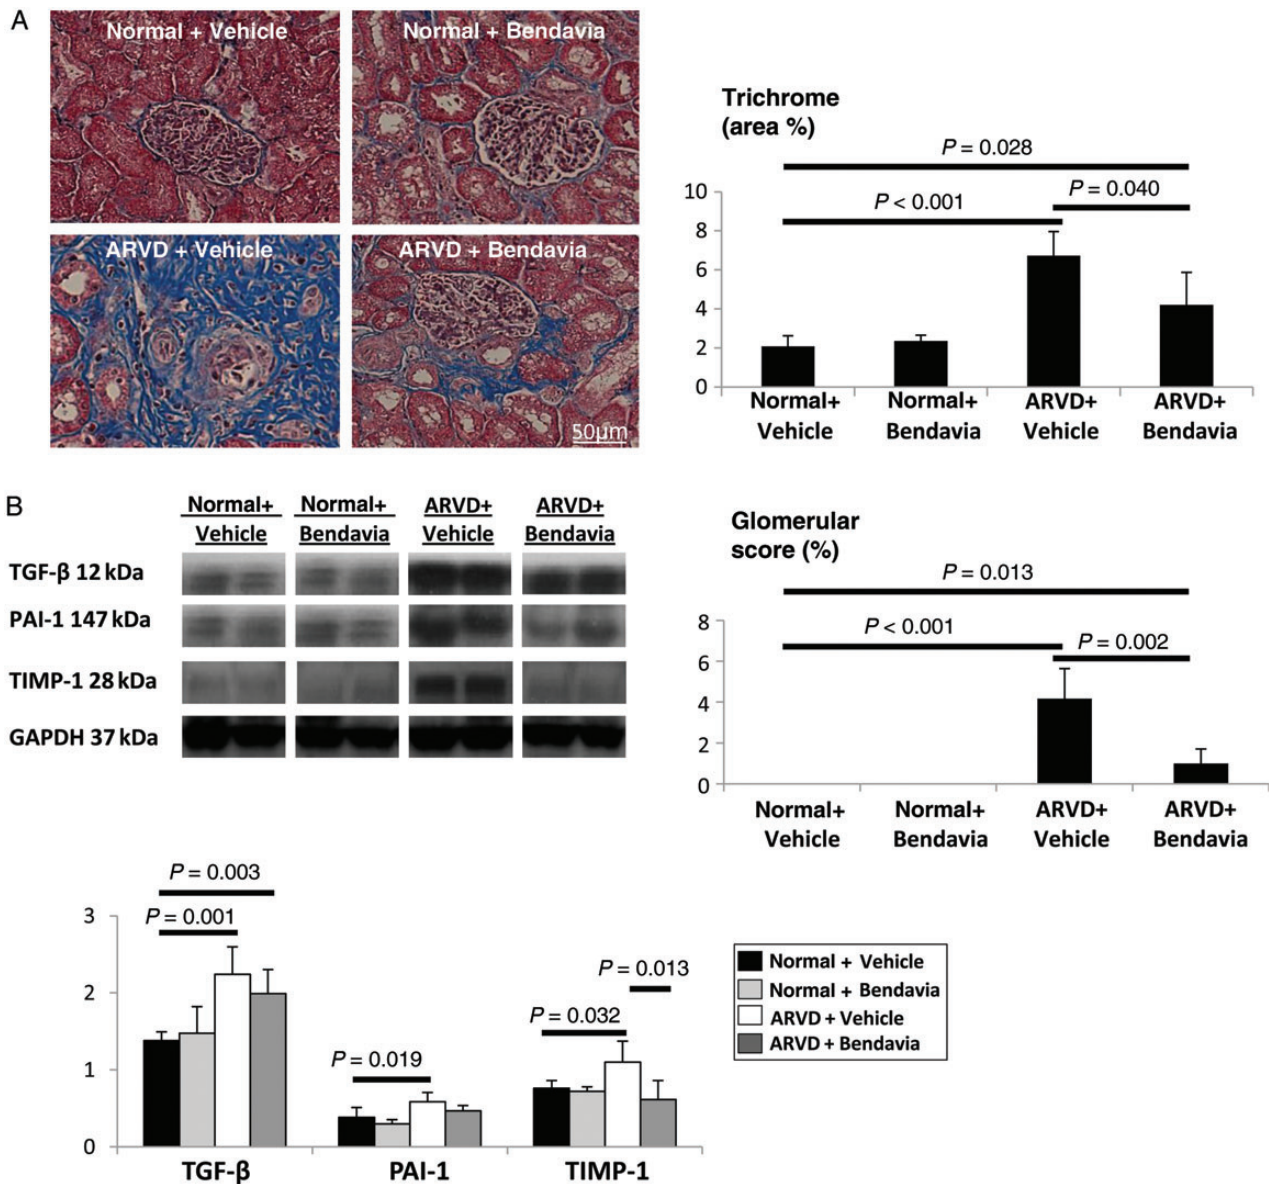 A
Normal + Vehicle
Normal + Bendavia
ARVD + Vehicle
ARVD + Bendavia
50µm
Trichrome
(area %)
P = 0.028
P < 0.001
P = 0.040
10
8
6
4
2
0
Normal+
Vehicle
Normal+
Bendavia
ARVD+
Vehicle
ARVD+
Bendavia
B
Normal+
Vehicle
Normal+
Bendavia
ARVD+
Vehicle
ARVD+
Bendavia
TGF-β 12 kDa
PAI-1 147 kDa
TIMP-1 28 kDa
GAPDH 37 kDa
Glomerular
score (%)
P = 0.013
P < 0.001
P = 0.002
8
6
4
2
0
Normal+
Vehicle
Normal+
Bendavia
ARVD+
Vehicle
ARVD+
Bendavia
P = 0.003
P = 0.001
P = 0.019
P = 0.032
P = 0.013
3
2
1
0
TGF-β
PAI-1
TIMP-1
Normal + Vehicle
Normal + Bendavia
ARVD + Vehicle
ARVD + Bendavia